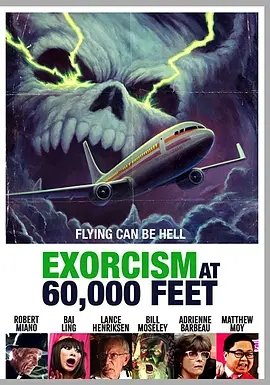 FLYING CAN BE HELL
EXORCISM AT
60,000 FEET
ROBERT MIANO
BAI LING
LANCE HENRIKSEN
BILL MOSELEY
ADRIENNE BARBEAU
MATTHEW MOY